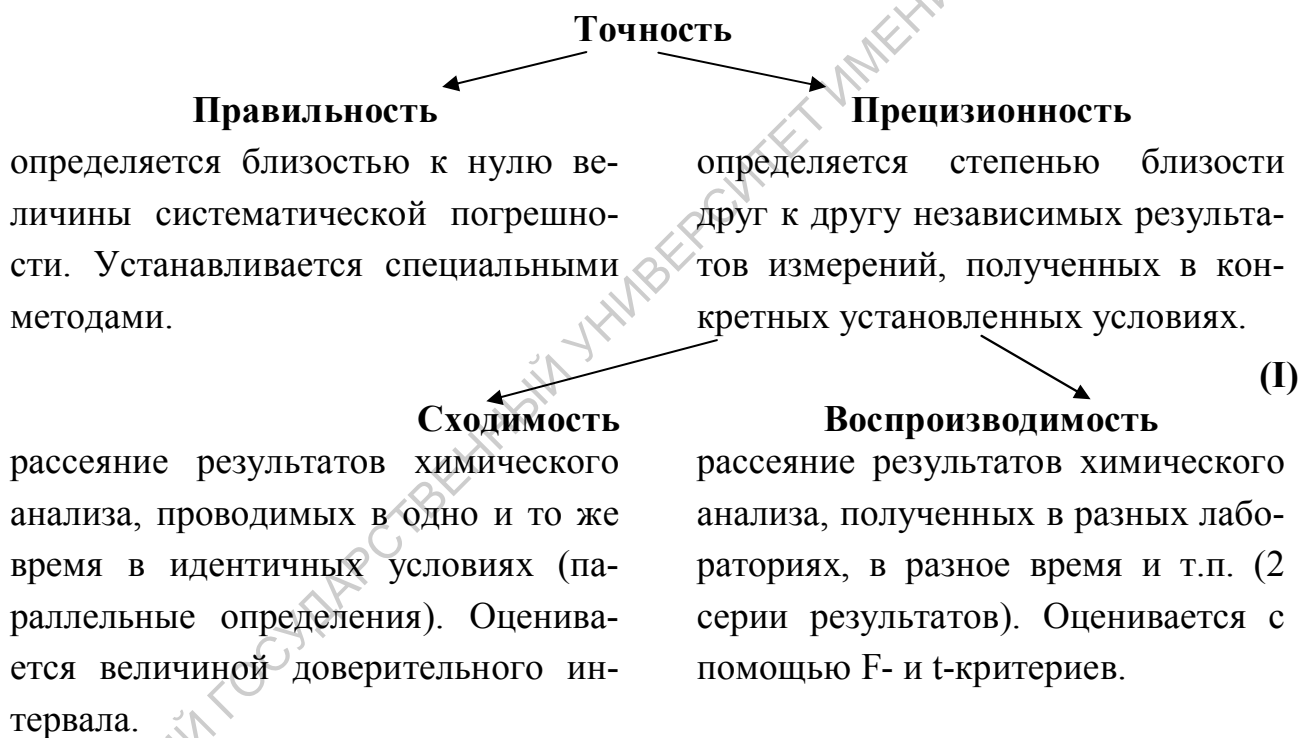 Точность
Правильность
определяется близостью к нулю ве-
личины систематической погрешно-
сти. Устанавливается специальными
методами.
Прецизионность
определяется степенью близости
друг к другу независимых результа-
тов измерений, полученных в кон-
кретных установленных условиях.
(I)
Сходимость
рассеяние результатов химического
анализа, проводимых в одно и то же
время в идентичных условиях (па-
раллельные определения). Оценива-
ется величиной доверительного ин-
тервала.
Воспроизводимость
рассеяние результатов химического
анализа, полученных в разных лабо-
раториях, в разное время и т.п. (2
серии результатов). Оценивается с
помощью F- и t-критериев.
ГОСУДАРСТВЕННЫЙ УНИВЕРСИТЕТ ИМЕНИ